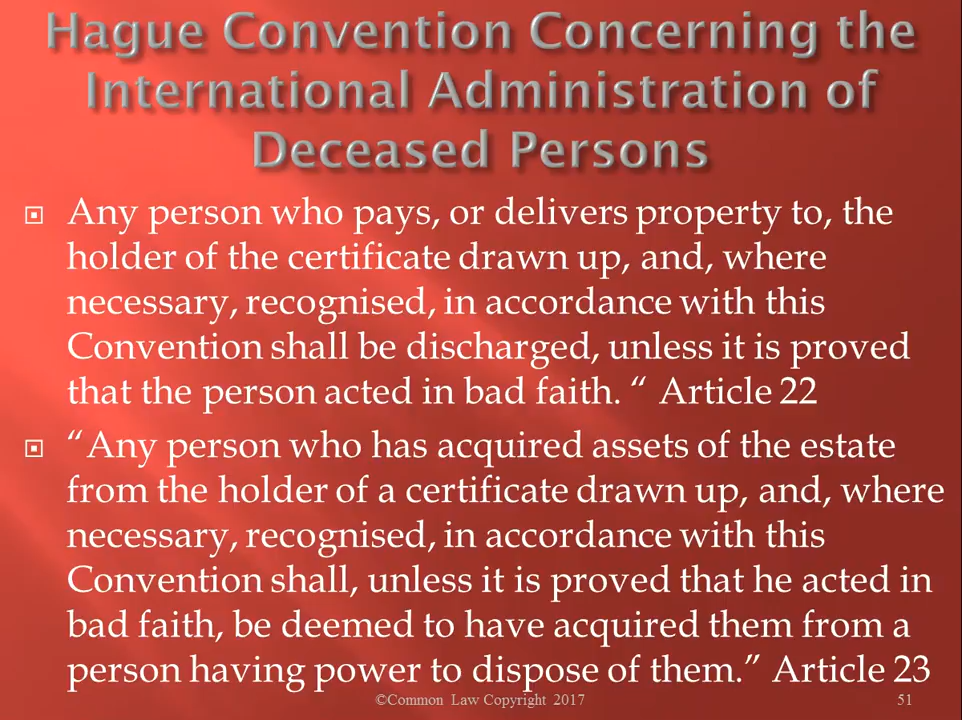 Hague Convention Concerning the
International Administration of
Deceased Persons
Any person who pays, or delivers property to, the
holder of the certificate drawn up, and, where
necessary, recognised, in accordance with this
Convention shall be discharged, unless it is proved
that the person acted in bad faith. “ Article 22
“Any person who has acquired assets of the estate
from the holder of a certificate drawn up, and, where
necessary, recognised, in accordance with this
Convention shall, unless it is proved that he acted in
bad faith, be deemed to have acquired them from a
person having power to dispose of them.” Article 23
©Common Law Copyright 2017
51